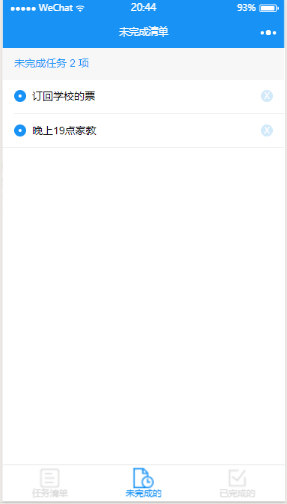 WeChat 20:44 93%
未完成清单
未完成任务 2 项
订回学校的票 X
晚上19点家教 X
任务清单 未完成的 已完成的